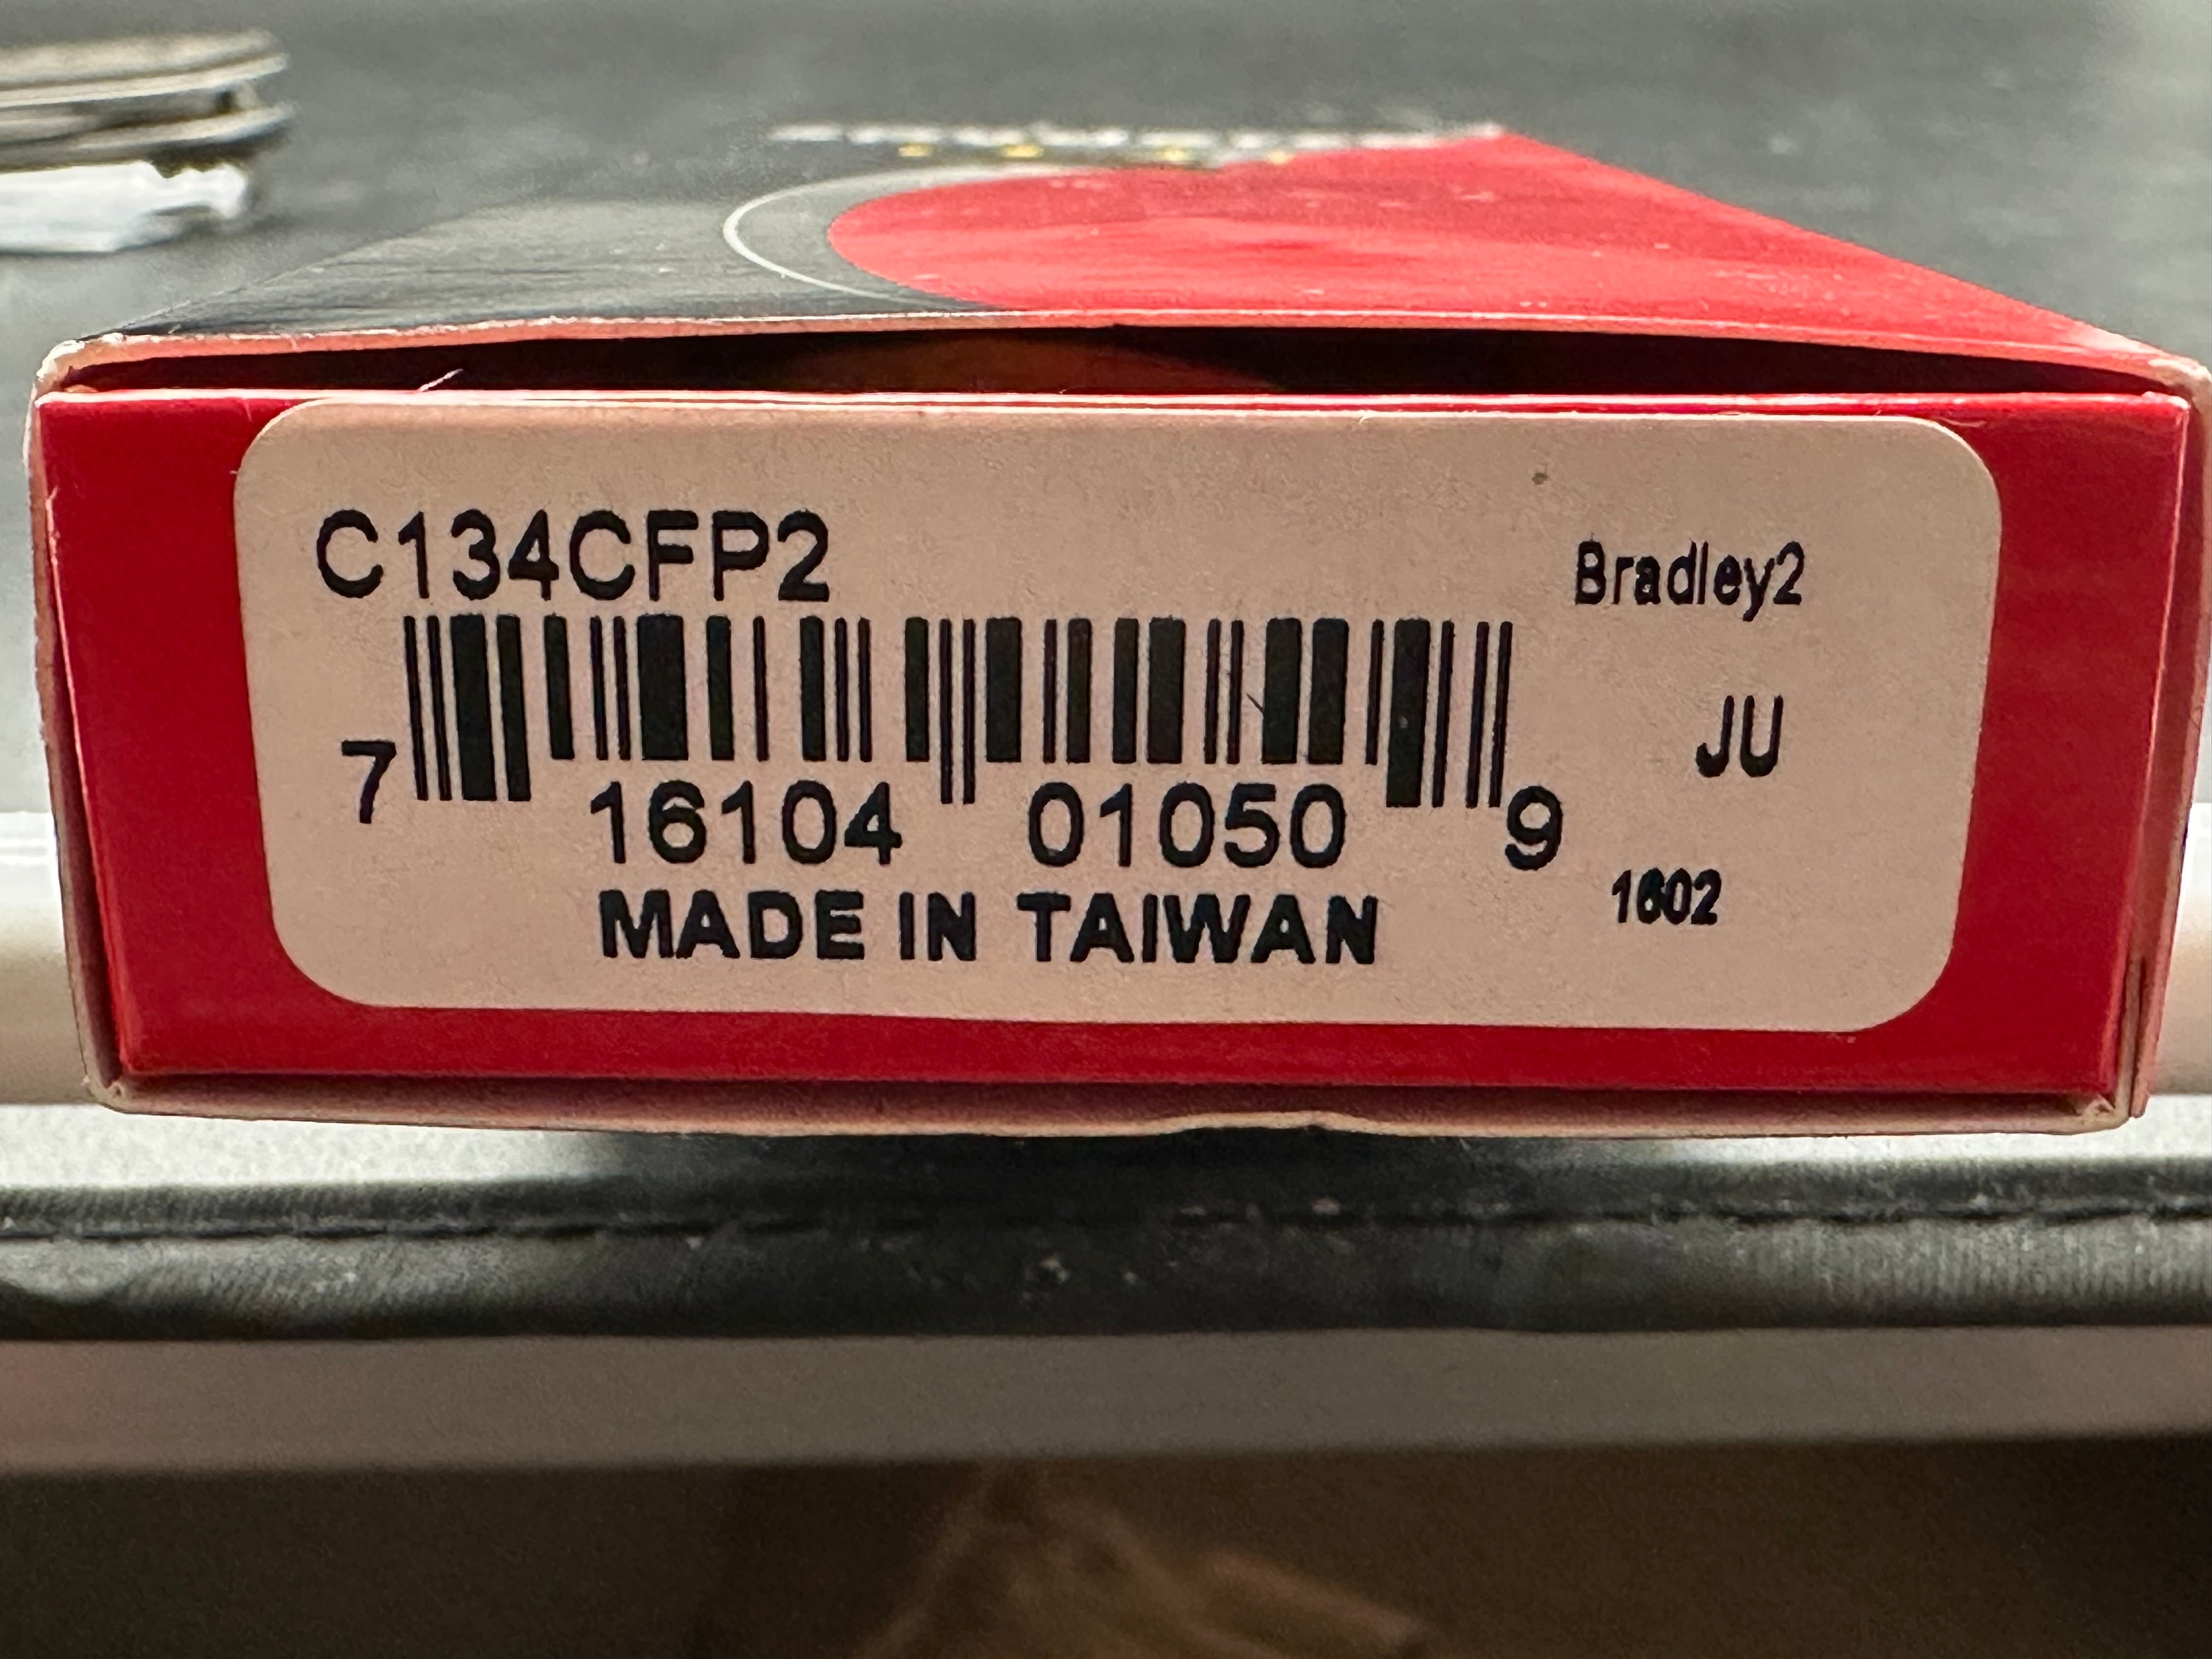 C134CFP2
Bradley2
JU
7 16104 01050 9
1602
MADE IN TAIWAN